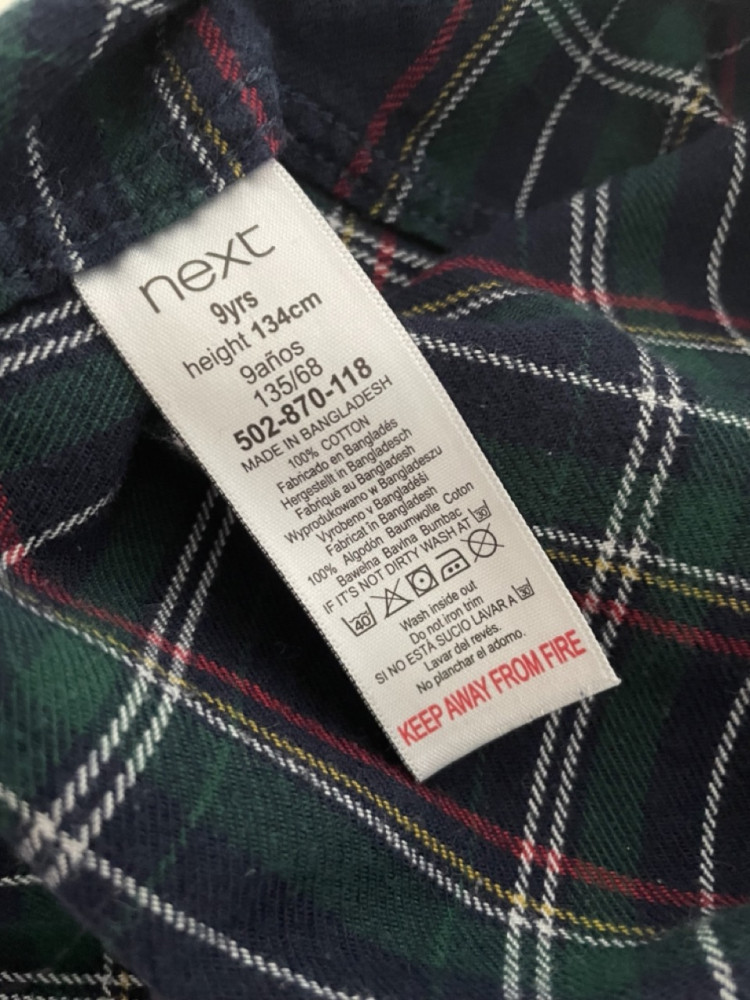 next
9yrs
height 134cm
9años
135/68
502-870-118
MADE IN BANGLADESH
100% COTTON
Fabricado en Bangladés
Hergestellt in Bangladesch
Fabriqué au Bangladesh
Wyprodukowano w Bangladeszu
Vyrobeno v Bangladéši
Fabricat în Bangladesh
100% Algodón Baumwolle Coton
Bawełna Bavlna Bumbac
IF IT'S NOT DIRTY WASH AT 30
40
Wash inside out
Do not iron trim
SI NO ESTÁ SUCIO LAVAR A 30
Lavar del revés.
No planchar el adorno.
KEEP AWAY FROM FIRE